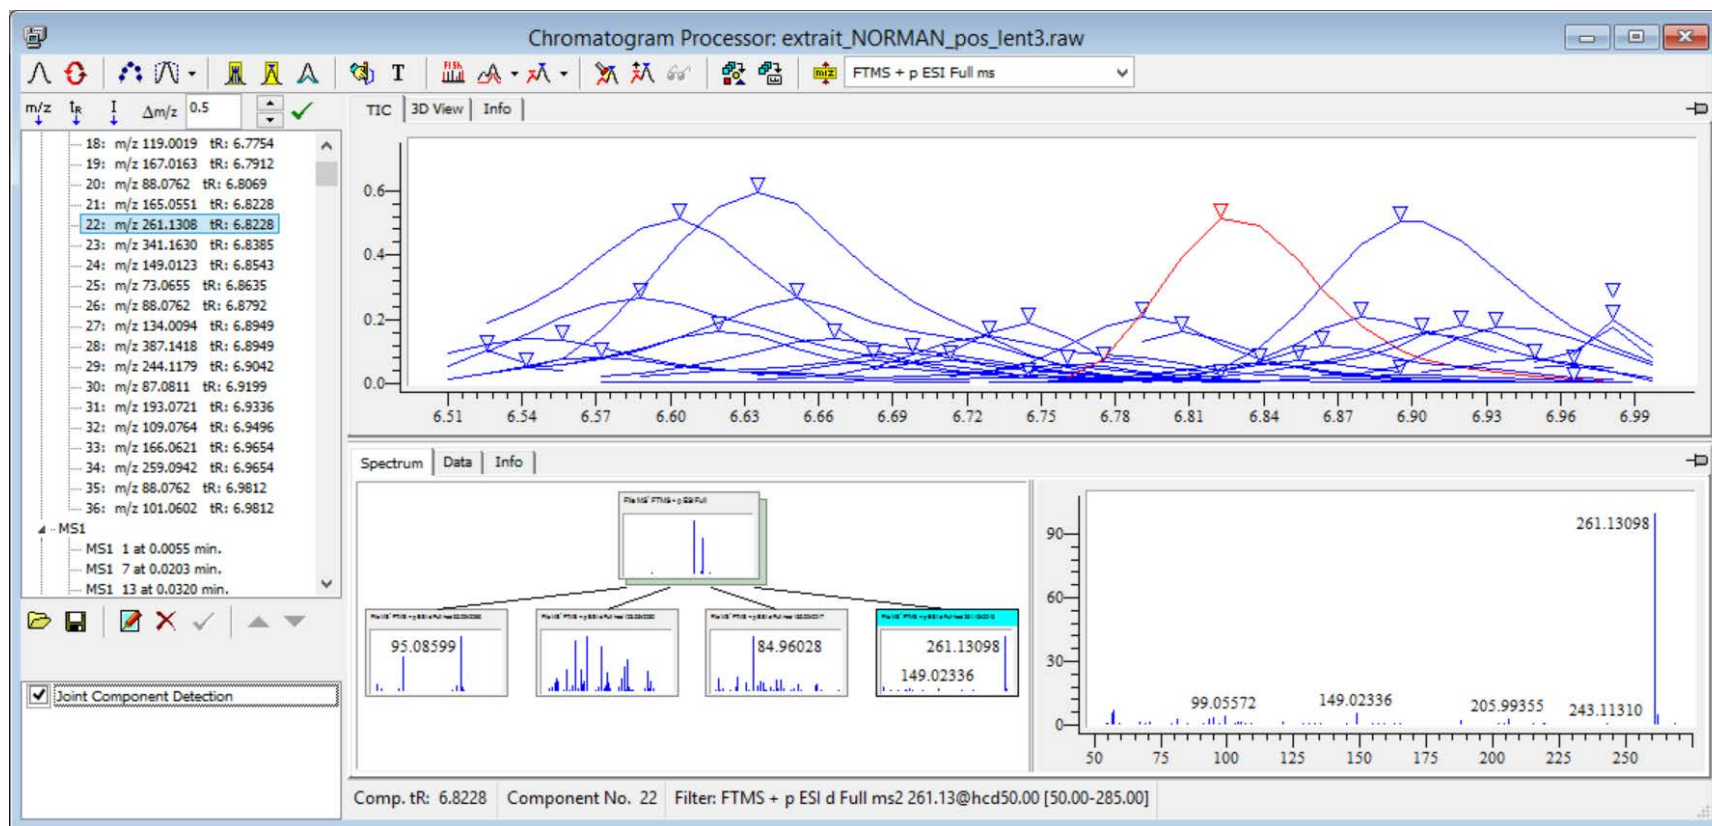 Chromatogram Processor: extrait_NORMAN_pos_lent3.raw
T
FISh
m/z
FTMS + p ESI Full ms
m/z tR I Δm/z 0.5
TIC 3D View Info
18: m/z 119.0019 tR: 6.7754
19: m/z 167.0163 tR: 6.7912
20: m/z 88.0762 tR: 6.8069
21: m/z 165.0551 tR: 6.8228
22: m/z 261.1308 tR: 6.8228
23: m/z 341.1630 tR: 6.8385
24: m/z 149.0123 tR: 6.8543
25: m/z 73.0655 tR: 6.8635
26: m/z 88.0762 tR: 6.8792
27: m/z 134.0094 tR: 6.8949
28: m/z 387.1418 tR: 6.8949
29: m/z 244.1179 tR: 6.9042
30: m/z 87.0811 tR: 6.9199
31: m/z 193.0721 tR: 6.9336
32: m/z 109.0764 tR: 6.9496
33: m/z 166.0621 tR: 6.9654
34: m/z 259.0942 tR: 6.9654
35: m/z 88.0762 tR: 6.9812
36: m/z 101.0602 tR: 6.9812
MS1
MS1 1 at 0.0055 min.
MS1 7 at 0.0203 min.
MS1 13 at 0.0320 min.
Joint Component Detection
0.6
0.4
0.2
0.0
6.51 6.54 6.57 6.60 6.63 6.66 6.69 6.72 6.75 6.78 6.81 6.84 6.87 6.90 6.93 6.96 6.99
Spectrum Data Info
95.08599
84.96028
261.13098
149.02336
90
60
30
0
261.13098
99.05572
149.02336
205.99355
243.11310
50 75 100 125 150 175 200 225 250
Comp. tR: 6.8228 Component No. 22 Filter: FTMS + p ESI d Full ms2 261.13@hcd50.00 [50.00-285.00]